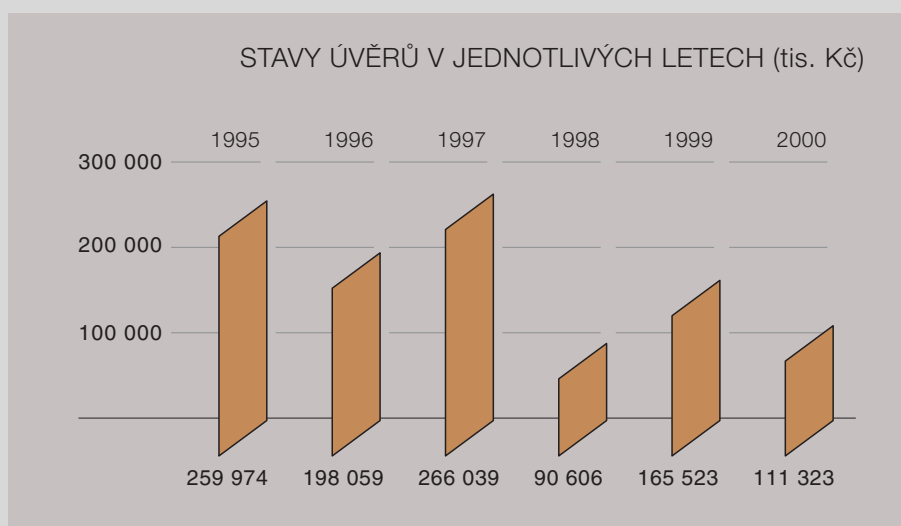 STAVY ÚVĚRŮ V JEDNOTLIVÝCH LETECH (tis. Kč)
1995 1996 1997 1998 1999 2000
300 000
200 000
100 000
259 974 198 059 266 039 90 606 165 523 111 323